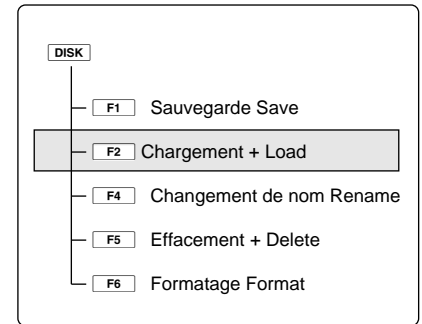 DISK
F1 Sauvegarde Save
F2 Chargement + Load
F4 Changement de nom Rename
F5 Effacement + Delete
F6 Formatage Format